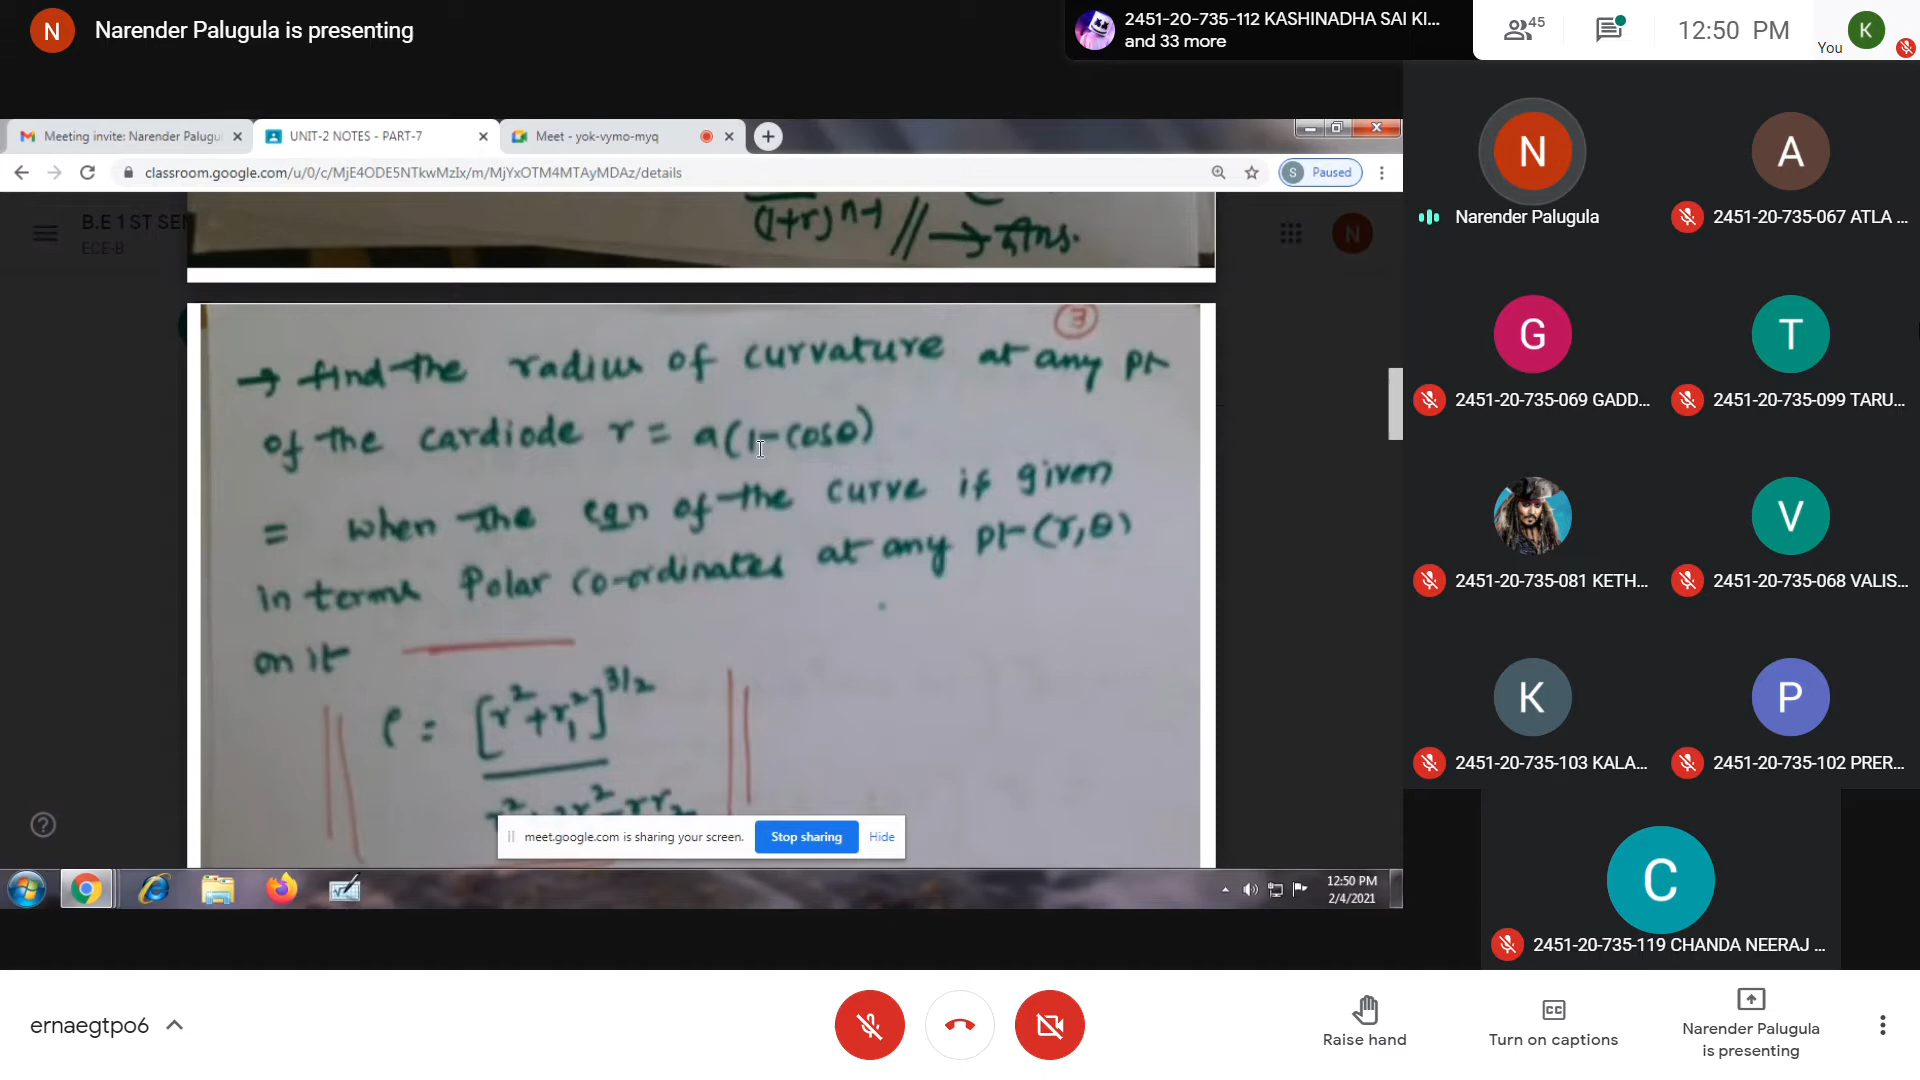 N Narender Palugula is presenting
2451-20-735-112 KASHINADHA SAI KI...
and 33 more
45
12:50 PM
You
K
Meeting invite: Narender Palugu
UNIT-2 NOTES - PART-7
Meet - yok-vymo-myq
classroom.google.com/u/0/c/MjE4ODE5NTkwMzIx/m/MjYxOTM4MTAyMDAz/details
S Paused
B.E 1 ST SEM
ECE-B
N
(1+r)^n-1 // → Ans.
3
→ find the radius of curvature at any pt
of the cardiode r = a(1-cosθ)
= when the eqn of the curve is given
in terms Polar co-ordinates at any pt (r,θ)
on it
ρ = [r²+r₁²]^3/2
r²+2r₁²-rr₂
meet.google.com is sharing your screen.
Stop sharing
Hide
12:50 PM
2/4/2021
N
Narender Palugula
A
2451-20-735-067 ATLA ...
G
2451-20-735-069 GADD...
T
2451-20-735-099 TARU...
2451-20-735-081 KETH...
V
2451-20-735-068 VALIS...
K
2451-20-735-103 KALA...
P
2451-20-735-102 PRER...
C
2451-20-735-119 CHANDA NEERAJ ...
ernaegtpo6
Raise hand
Turn on captions
Narender Palugula
is presenting